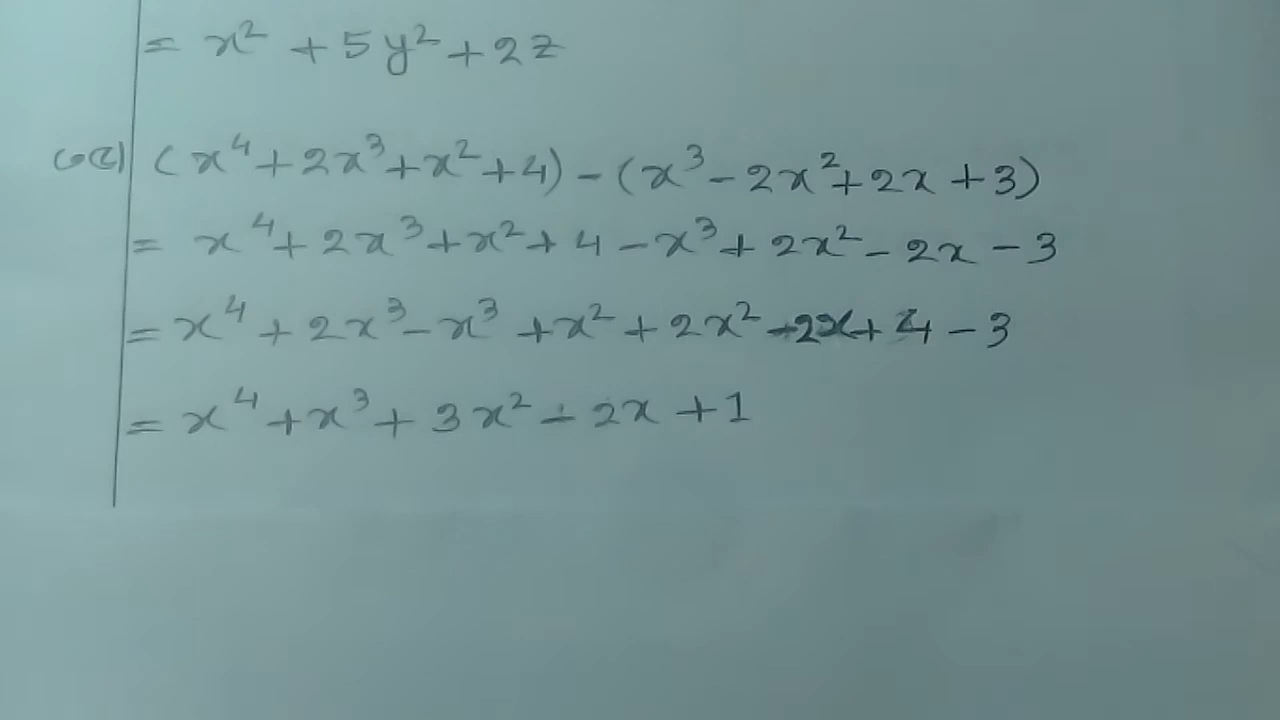 = x² + 5y² + 2z
(x⁴ + 2x³ + x² + 4) - (x³ - 2x² + 2x + 3)
= x⁴ + 2x³ + x² + 4 - x³ + 2x² - 2x - 3
= x⁴ + 2x³ - x³ + x² + 2x² - 2x + 4 - 3
= x⁴ + x³ + 3x² - 2x + 1